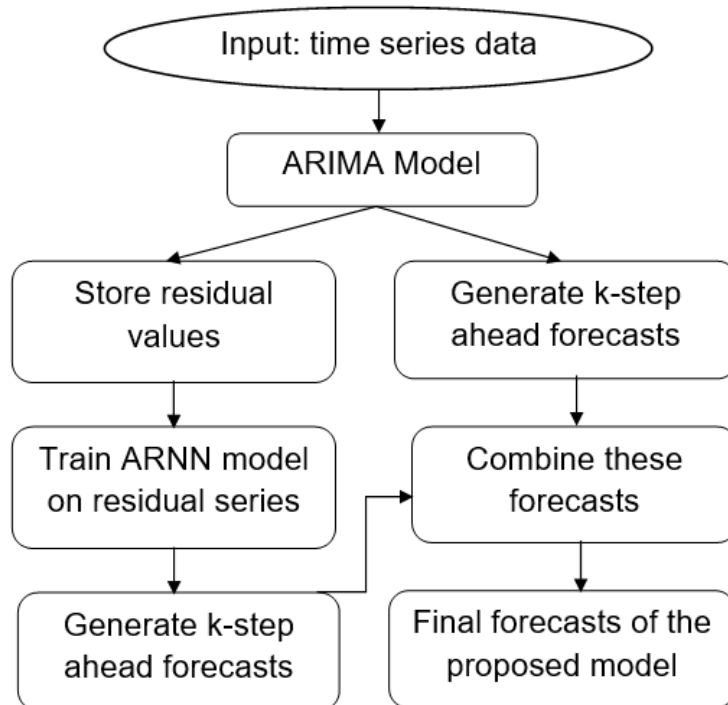 Input: time series data
ARIMA Model
Store residual
values
Generate k-step
ahead forecasts
Train ARNN model
on residual series
Combine these
forecasts
Generate k-step
ahead forecasts
Final forecasts of the
proposed model